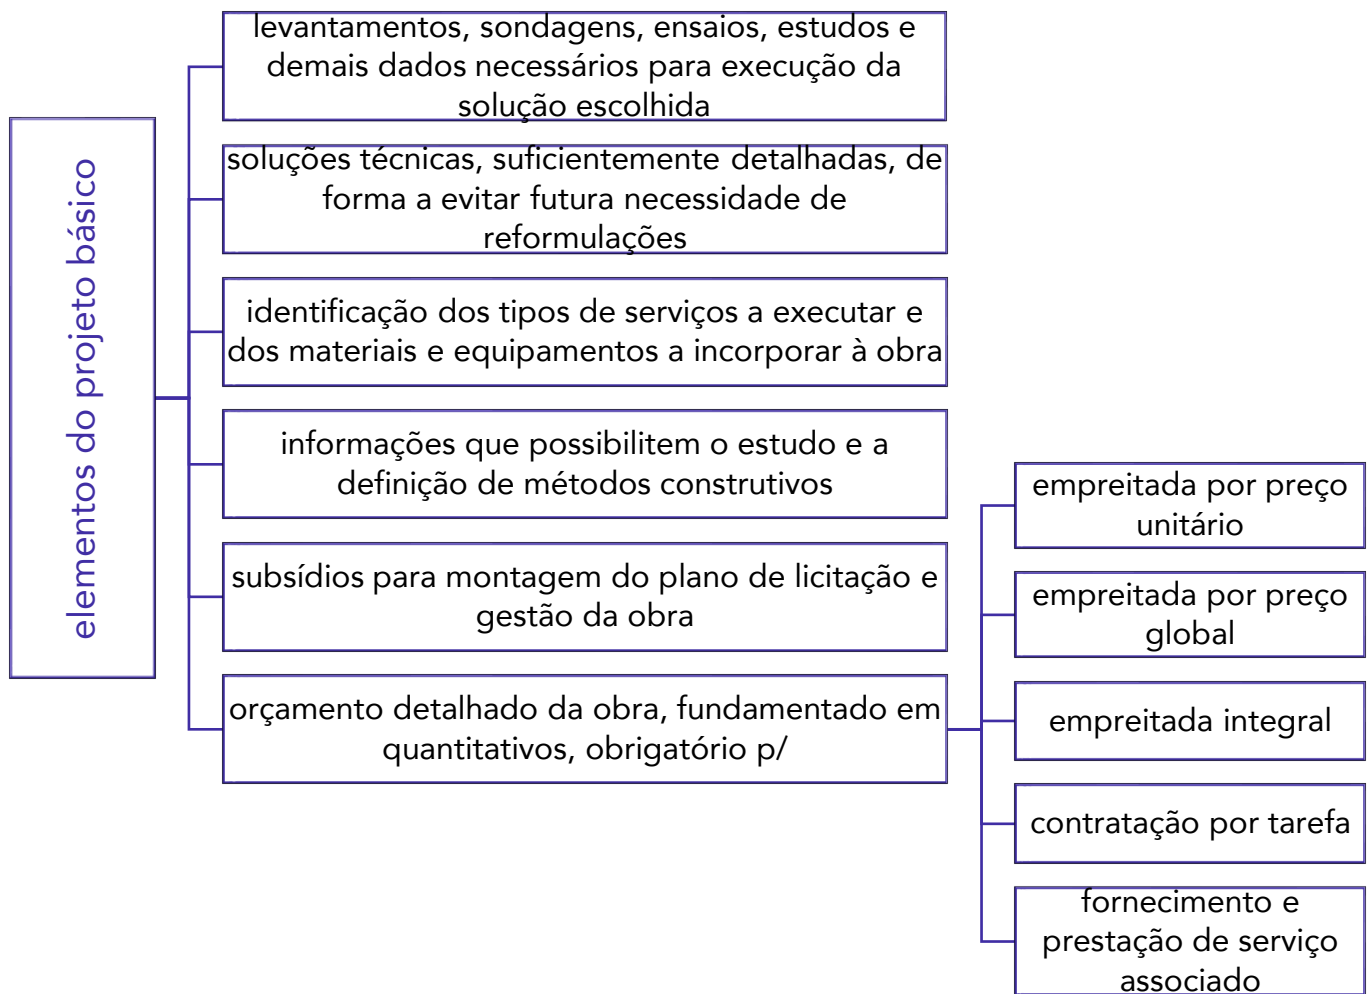 elementos do projeto básico
levantamentos, sondagens, ensaios, estudos e
demais dados necessários para execução da
solução escolhida
soluções técnicas, suficientemente detalhadas, de
forma a evitar futura necessidade de
reformulações
identificação dos tipos de serviços a executar e
dos materiais e equipamentos a incorporar à obra
informações que possibilitem o estudo e a
definição de métodos construtivos
subsídios para montagem do plano de licitação e
gestão da obra
orçamento detalhado da obra, fundamentado em
quantitativos, obrigatório p/
empreitada por preço
unitário
empreitada por preço
global
empreitada integral
contratação por tarefa
fornecimento e
prestação de serviço
associado